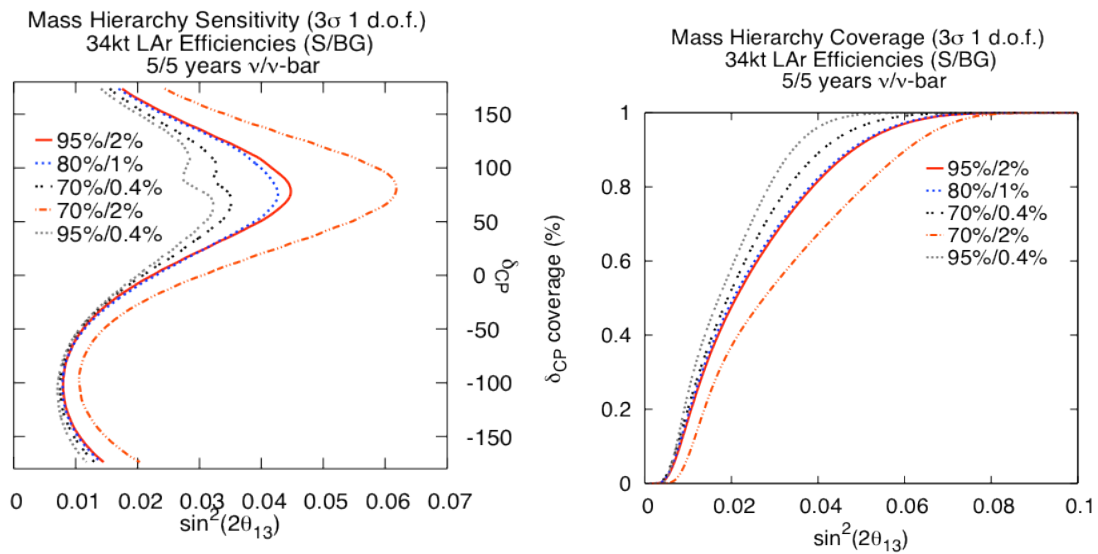 Mass Hierarchy Sensitivity (3σ 1 d.o.f.)
34kt LAr Efficiencies (S/BG)
5/5 years ν/ν-bar
150
100
50
0
-50
-100
-150
δCP
95%/2%
80%/1%
70%/0.4%
70%/2%
95%/0.4%
0 0.01 0.02 0.03 0.04 0.05 0.06 0.07
sin²(2θ₁₃)
Mass Hierarchy Coverage (3σ 1 d.o.f.)
34kt LAr Efficiencies (S/BG)
5/5 years ν/ν-bar
1
0.8
0.6
0.4
0.2
0
δCP coverage (%)
95%/2%
80%/1%
70%/0.4%
70%/2%
95%/0.4%
0 0.02 0.04 0.06 0.08 0.1
sin²(2θ₁₃)